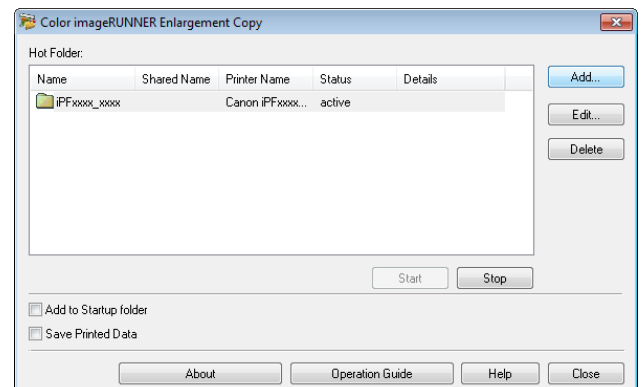 Color imageRUNNER Enlargement Copy
Hot Folder:
Name Shared Name Printer Name Status Details
iPFxxxx_xxxx Canon iPFxxxx... active
Add...
Edit...
Delete
Start Stop
Add to Startup folder
Save Printed Data
About Operation Guide Help Close